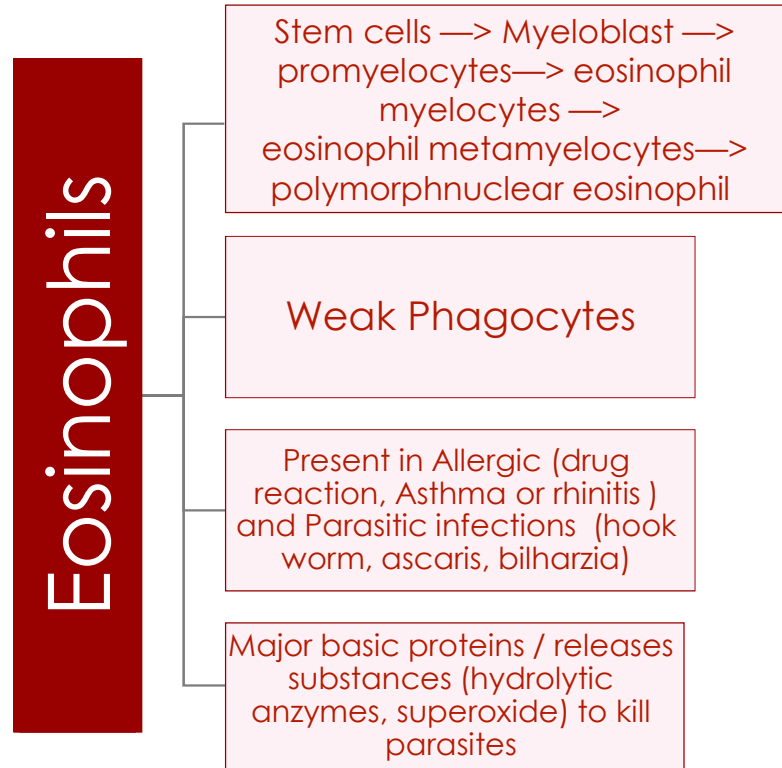 Eosinophils
Stem cells —> Myeloblast —>
promyelocytes—> eosinophil
myelocytes —>
eosinophil metamyelocytes—>
polymorphnuclear eosinophil
Weak Phagocytes
Present in Allergic (drug
reaction, Asthma or rhinitis )
and Parasitic infections (hook
worm, ascaris, bilharzia)
Major basic proteins / releases
substances (hydrolytic
anzymes, superoxide) to kill
parasites